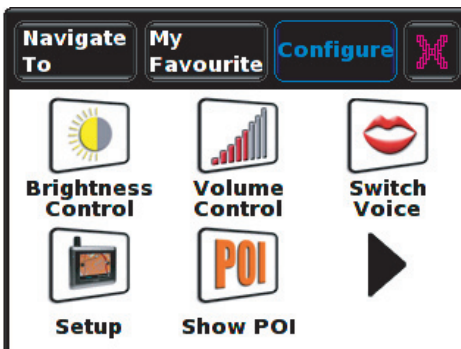 Navigate To
My Favourite
Configure
Brightness Control
Volume Control
Switch Voice
POI
Setup
Show POI